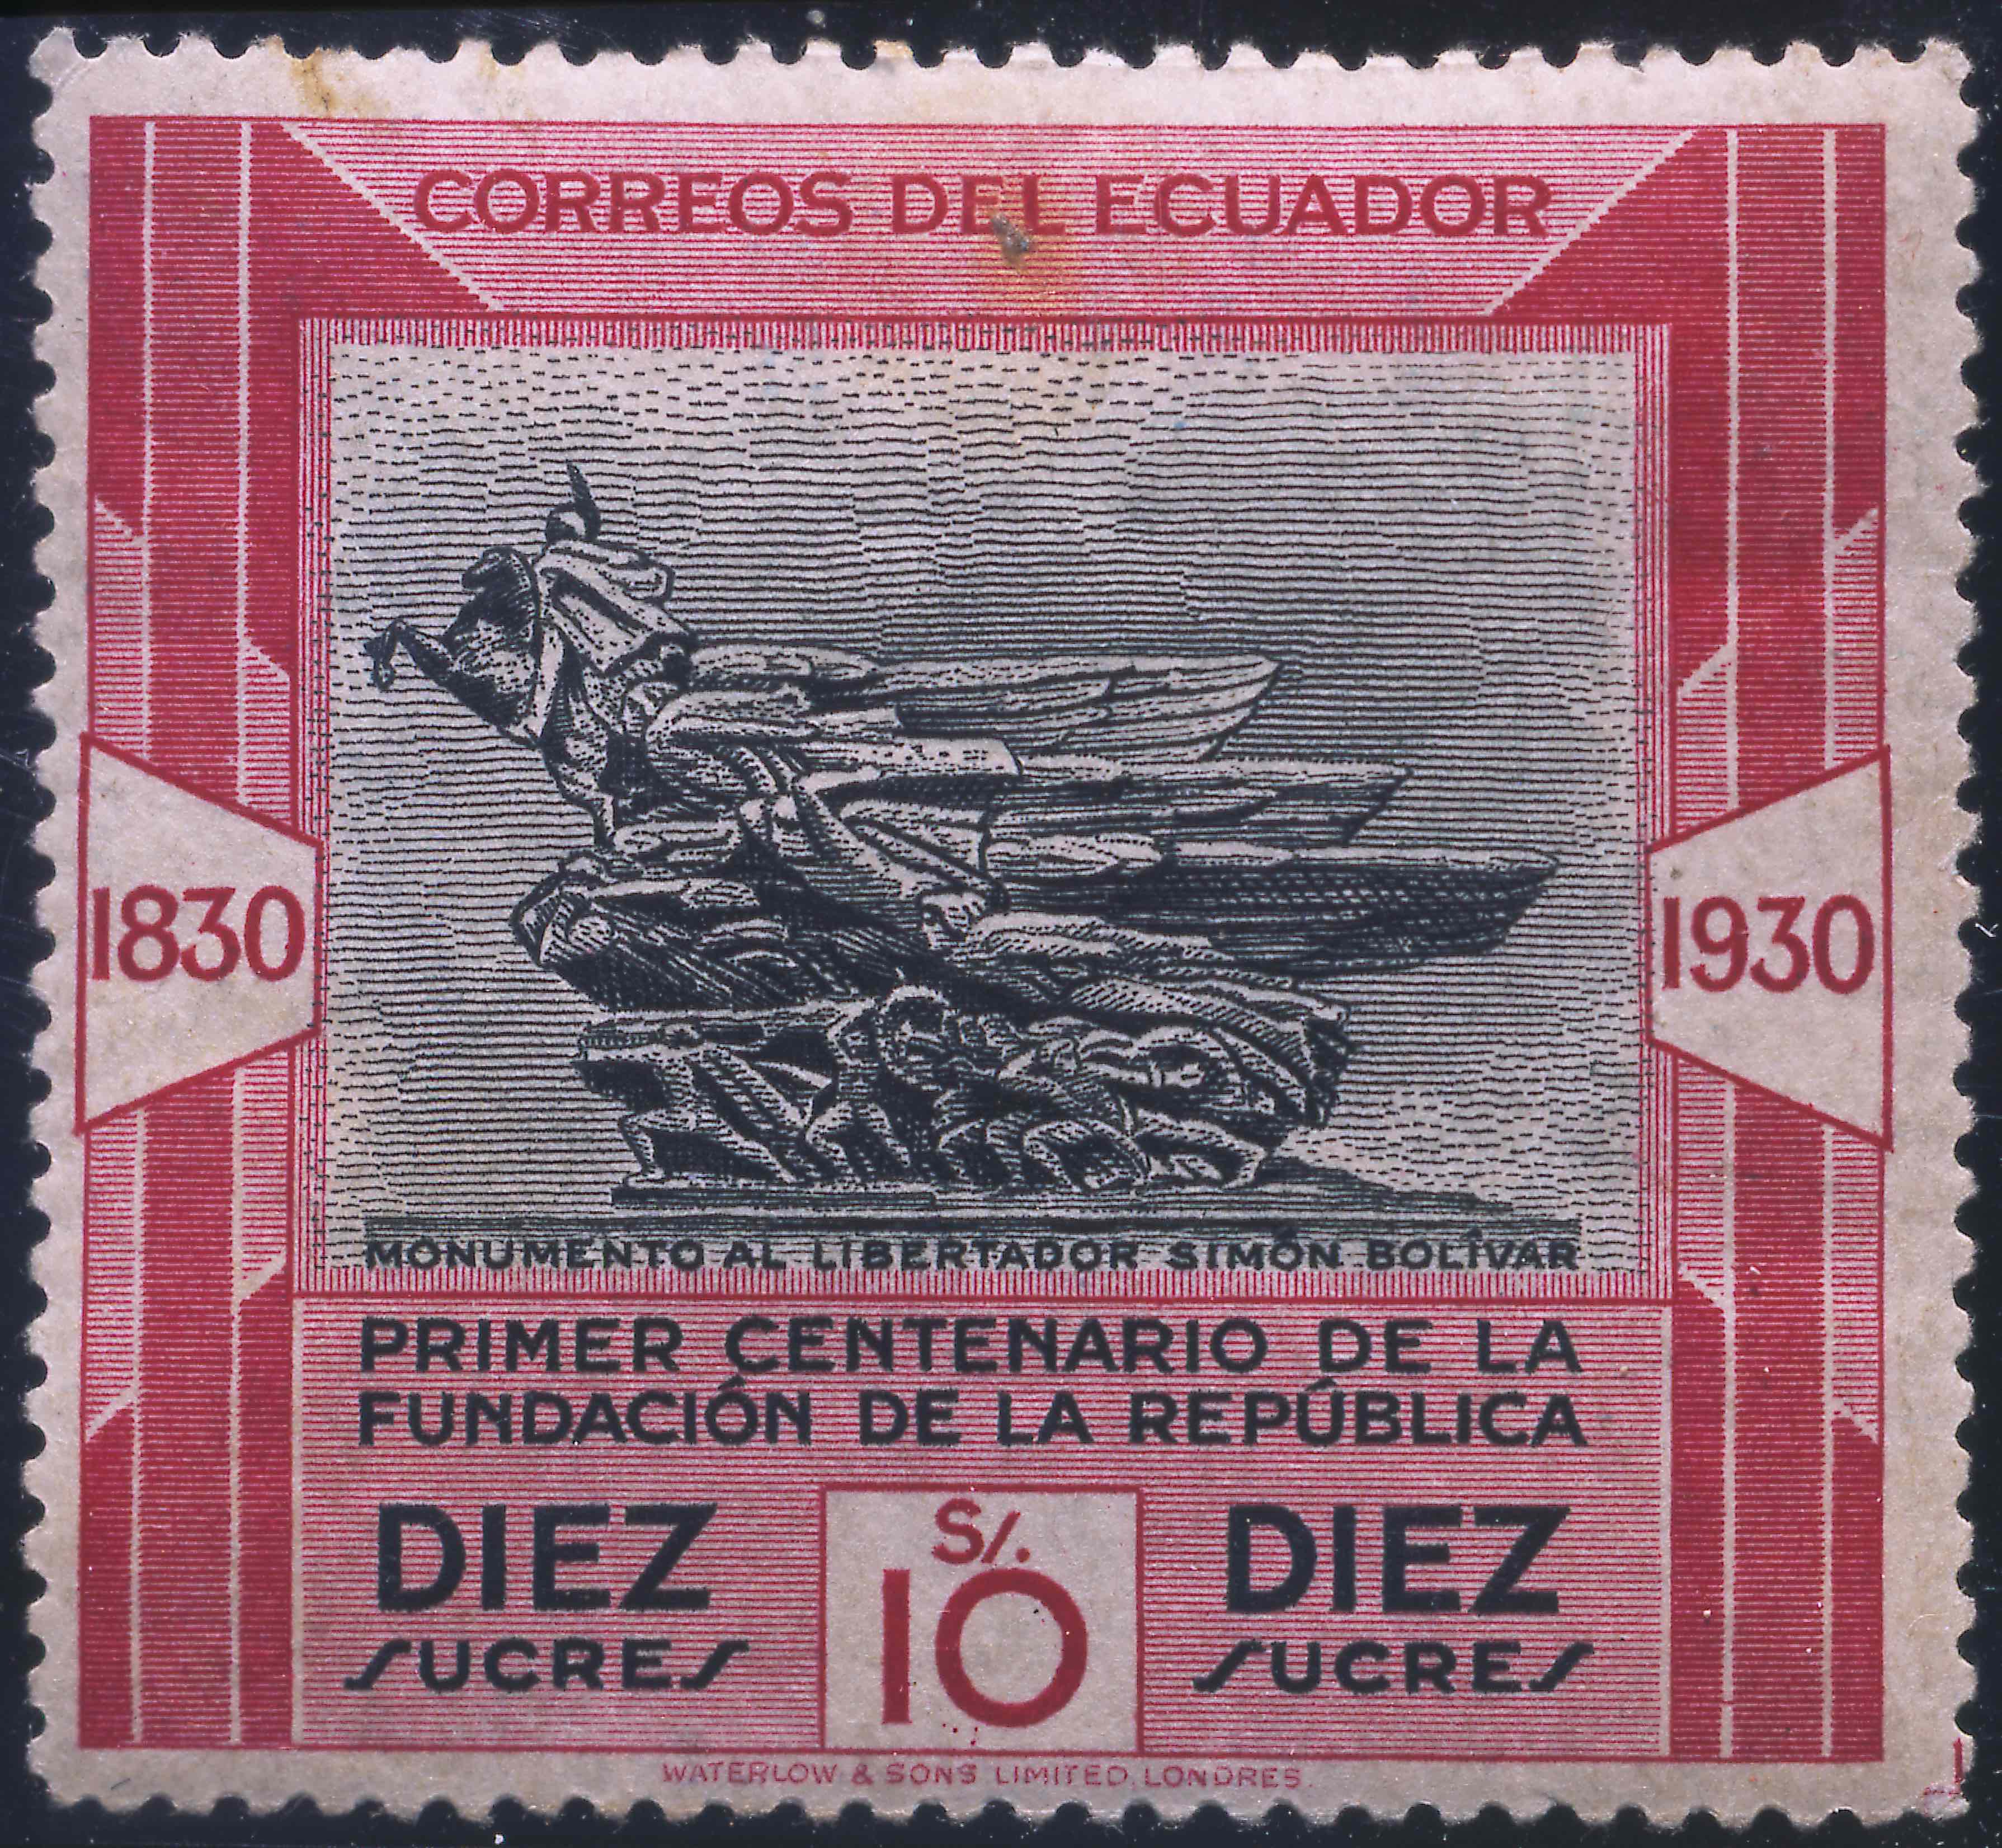 CORREOS DEL ECUADOR
1830
1930
MONUMENTO AL LIBERTADOR SIMÓN BOLÍVAR
PRIMER CENTENARIO DE LA
FUNDACIÓN DE LA REPÚBLICA
DIEZ
SUCRES
S/.
10
DIEZ
SUCRES
WATERLOW & SONS LIMITED, LONDRES.